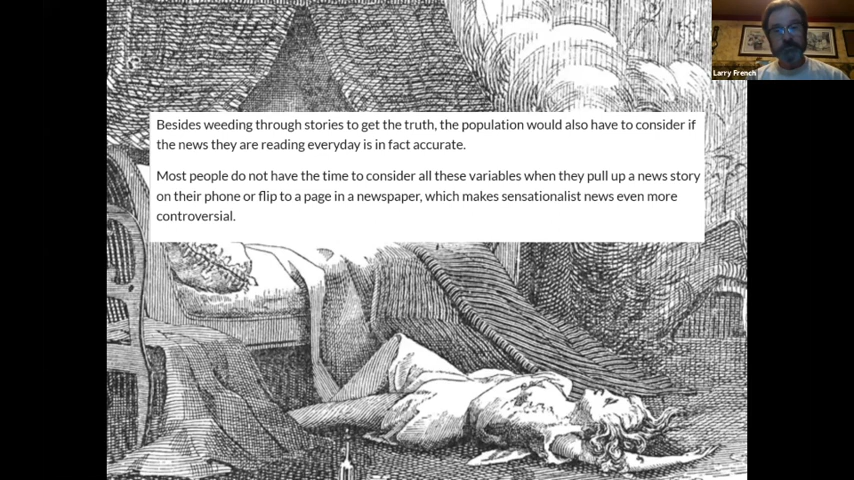 Besides weeding through stories to get the truth, the population would also have to consider if
the news they are reading everyday is in fact accurate.
Most people do not have the time to consider all these variables when they pull up a news story
on their phone or flip to a page in a newspaper, which makes sensationalist news even more
controversial.
Larry French